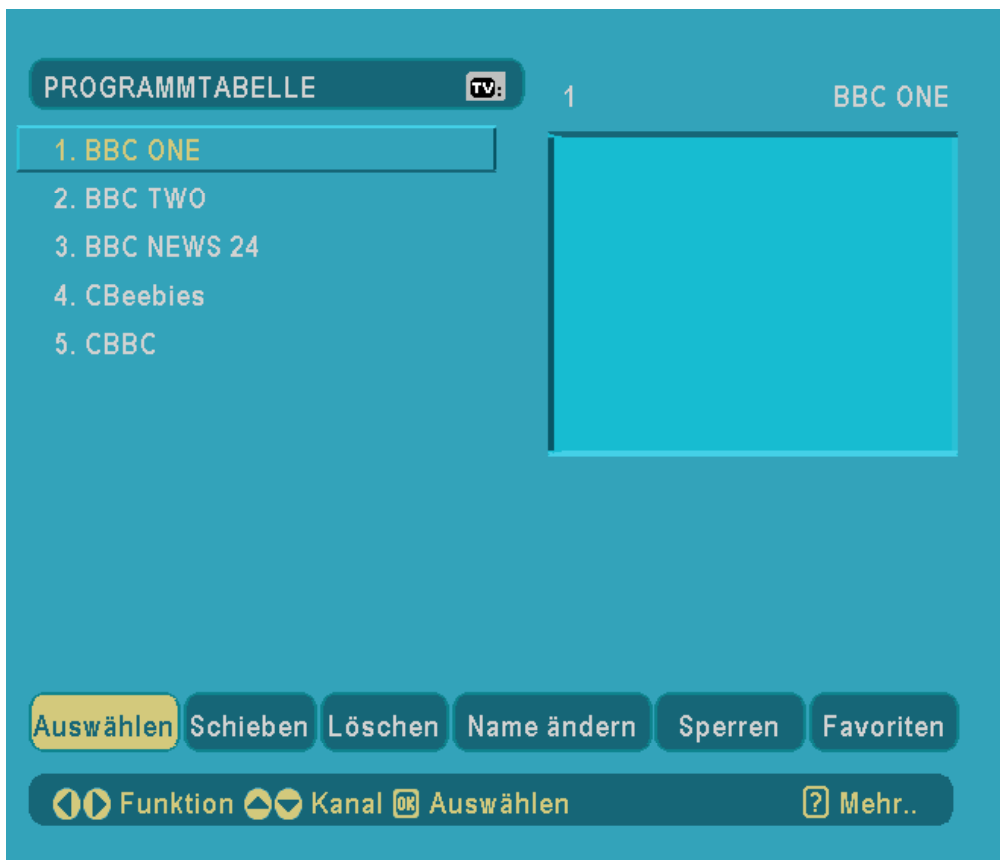 PROGRAMMTABELLE TV:
1 BBC ONE
1. BBC ONE
2. BBC TWO
3. BBC NEWS 24
4. CBeebies
5. CBBC
Auswählen Schieben Löschen Name ändern Sperren Favoriten
Funktion Kanal OK Auswählen ? Mehr..